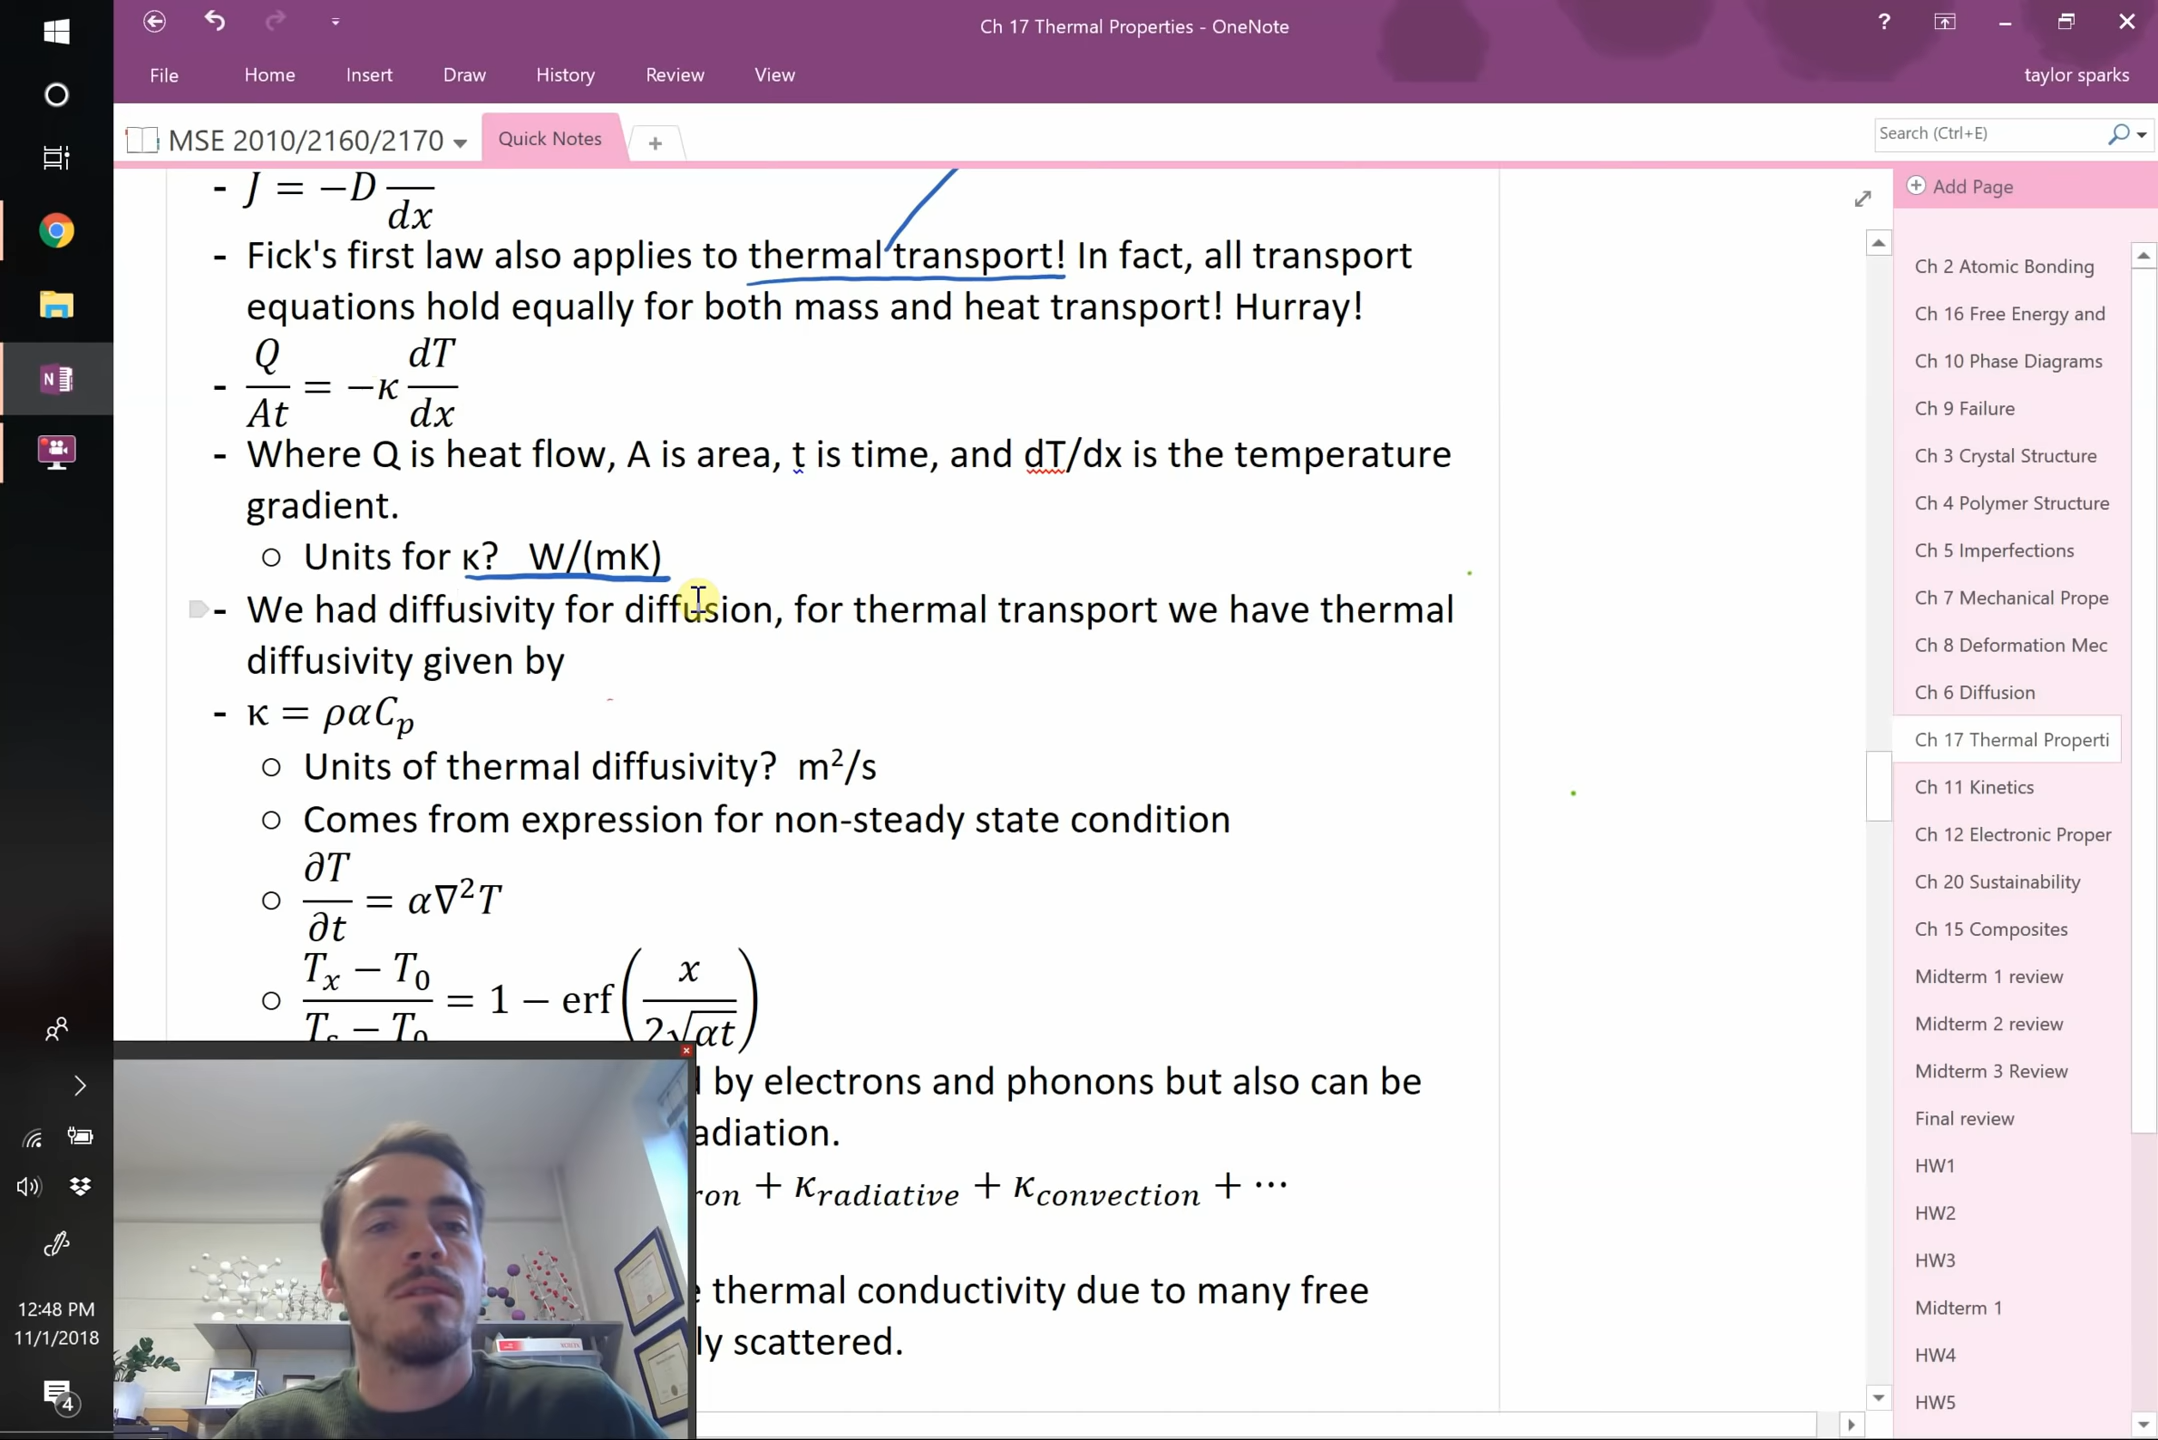 Ch 17 Thermal Properties - OneNote
File Home Insert Draw History Review View
taylor sparks
MSE 2010/2160/2170
Quick Notes
Search (Ctrl+E)
- J = −D
dx
- Fick's first law also applies to thermal transport! In fact, all transport
equations hold equally for both mass and heat transport! Hurray!
- Q/At = −κ dT/dx
- Where Q is heat flow, A is area, t is time, and dT/dx is the temperature
gradient.
○ Units for κ? W/(mK)
- We had diffusivity for diffusion, for thermal transport we have thermal
diffusivity given by
- κ = ραCp
○ Units of thermal diffusivity? m²/s
○ Comes from expression for non-steady state condition
○ ∂T/∂t = α∇²T
○ (Tx − T0)/(Ts − T0) = 1 − erf(x/(2√αt))
by electrons and phonons but also can be
adiation.
ron + κradiative + κconvection + ⋯
thermal conductivity due to many free
ly scattered.
Add Page
Ch 2 Atomic Bonding
Ch 16 Free Energy and
Ch 10 Phase Diagrams
Ch 9 Failure
Ch 3 Crystal Structure
Ch 4 Polymer Structure
Ch 5 Imperfections
Ch 7 Mechanical Prope
Ch 8 Deformation Mec
Ch 6 Diffusion
Ch 17 Thermal Properti
Ch 11 Kinetics
Ch 12 Electronic Proper
Ch 20 Sustainability
Ch 15 Composites
Midterm 1 review
Midterm 2 review
Midterm 3 Review
Final review
HW1
HW2
HW3
Midterm 1
HW4
HW5
12:48 PM
11/1/2018
4